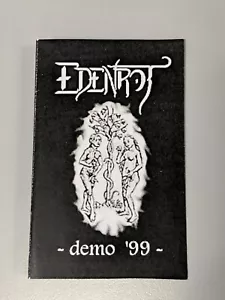 EDENROT
- demo '99 -